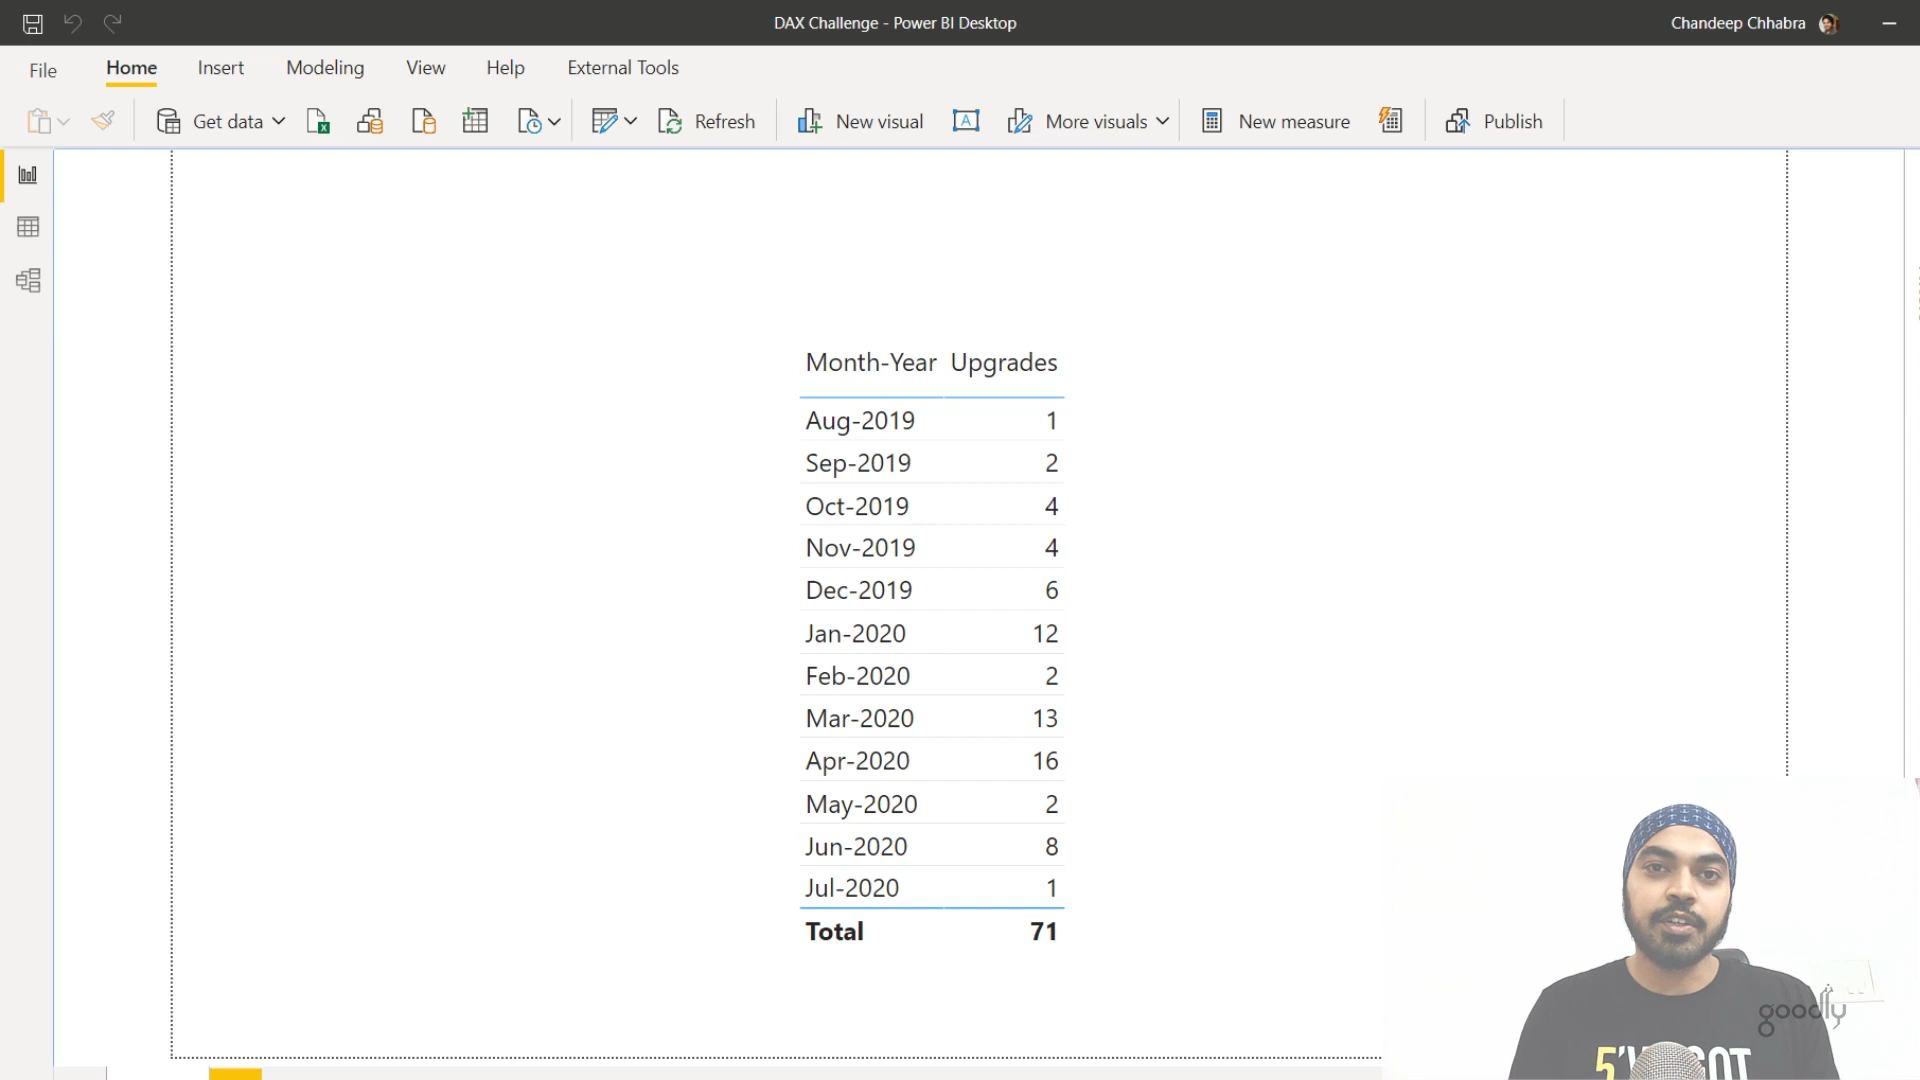 DAX Challenge - Power BI Desktop
Chandeep Chhabra
File Home Insert Modeling View Help External Tools
Get data Refresh New visual A More visuals New measure Publish
Month-Year Upgrades
Aug-2019 1
Sep-2019 2
Oct-2019 4
Nov-2019 4
Dec-2019 6
Jan-2020 12
Feb-2020 2
Mar-2020 13
Apr-2020 16
May-2020 2
Jun-2020 8
Jul-2020 1
Total 71
goodly